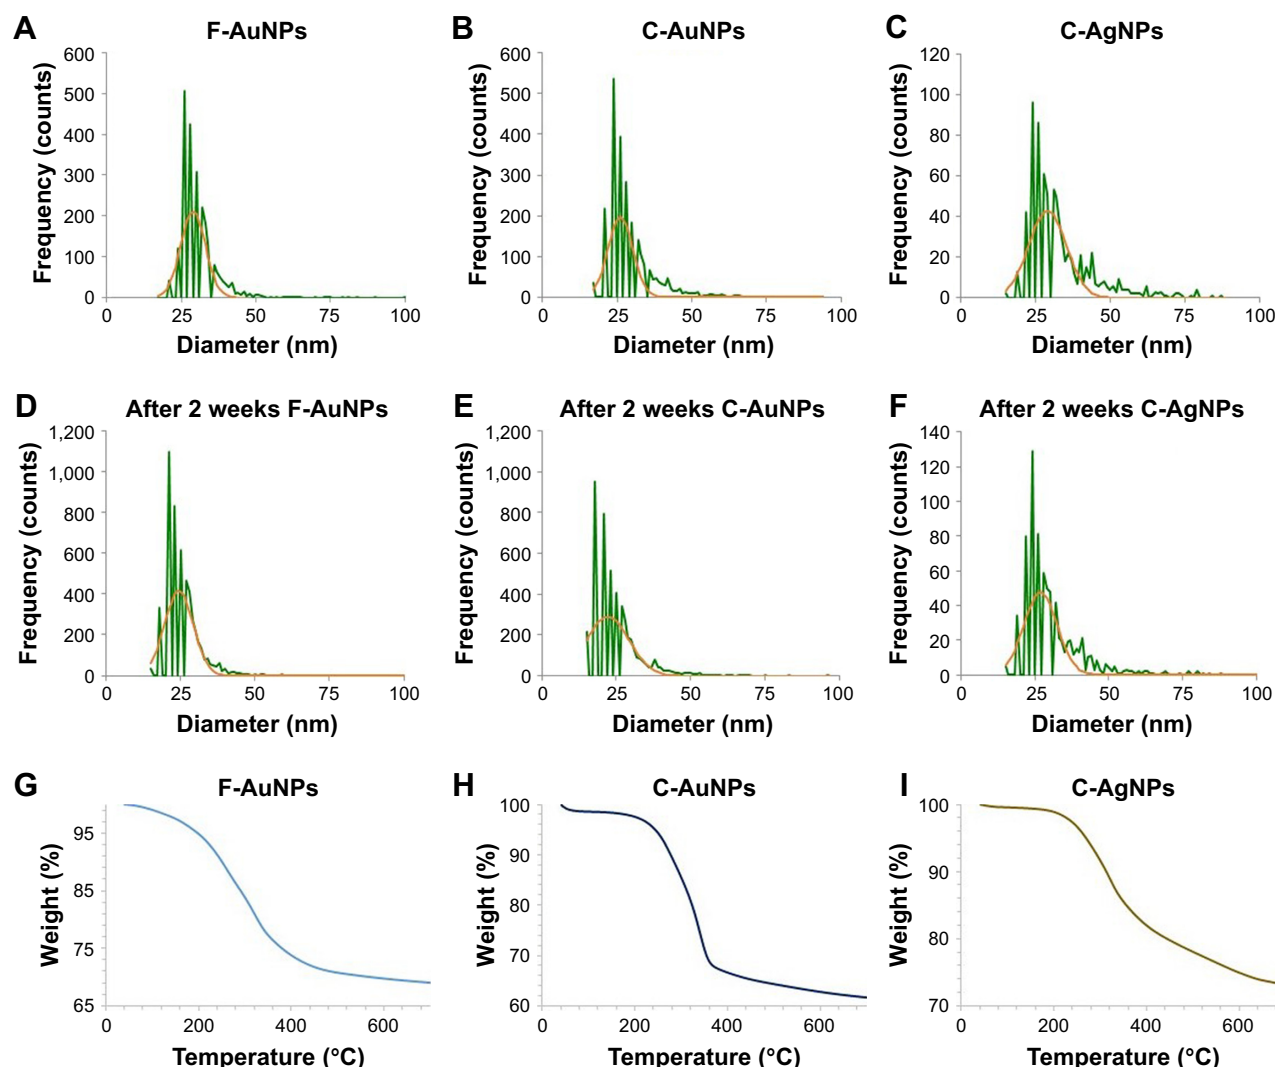 A F-AuNPs
Frequency (counts)
600
500
400
300
200
100
0
0 25 50 75 100
Diameter (nm)
B C-AuNPs
Frequency (counts)
600
500
400
300
200
100
0
0 25 50 75 100
Diameter (nm)
C C-AgNPs
Frequency (counts)
120
100
80
60
40
20
0
0 25 50 75 100
Diameter (nm)
D After 2 weeks F-AuNPs
Frequency (counts)
1,200
1,000
800
600
400
200
0
0 25 50 75 100
Diameter (nm)
E After 2 weeks C-AuNPs
Frequency (counts)
1,200
1,000
800
600
400
200
0
0 25 50 75 100
Diameter (nm)
F After 2 weeks C-AgNPs
Frequency (counts)
140
120
100
80
60
40
20
0
0 25 50 75 100
Diameter (nm)
G F-AuNPs
Weight (%)
95
85
75
65
0 200 400 600
Temperature (°C)
H C-AuNPs
Weight (%)
100
90
80
70
60
0 200 400 600
Temperature (°C)
I C-AgNPs
Weight (%)
100
90
80
70
0 200 400 600
Temperature (°C)